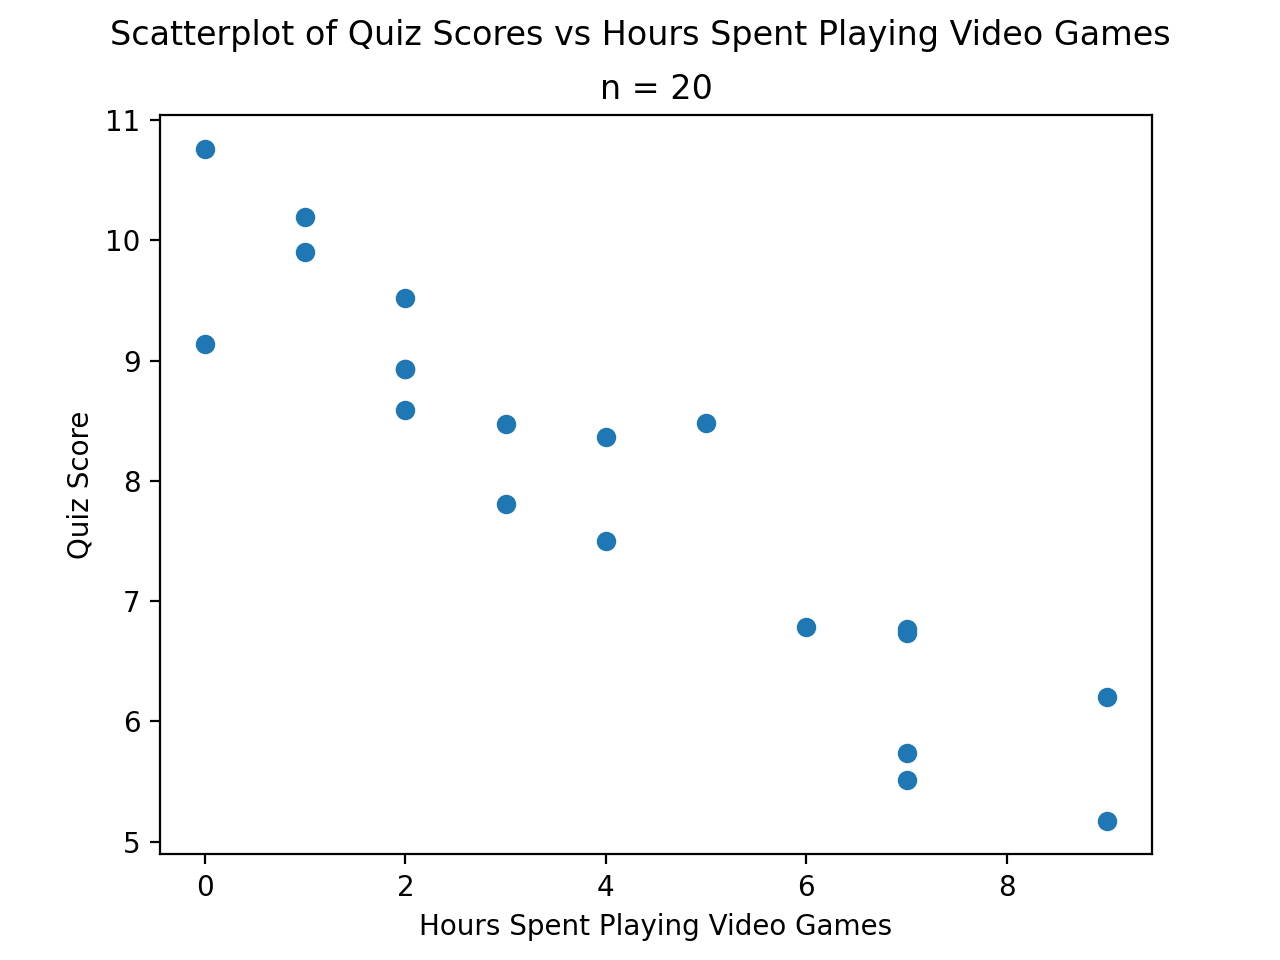 Scatterplot of Quiz Scores vs Hours Spent Playing Video Games
n = 20
11
10
9
8
7
6
5
Quiz Score
0 2 4 6 8
Hours Spent Playing Video Games